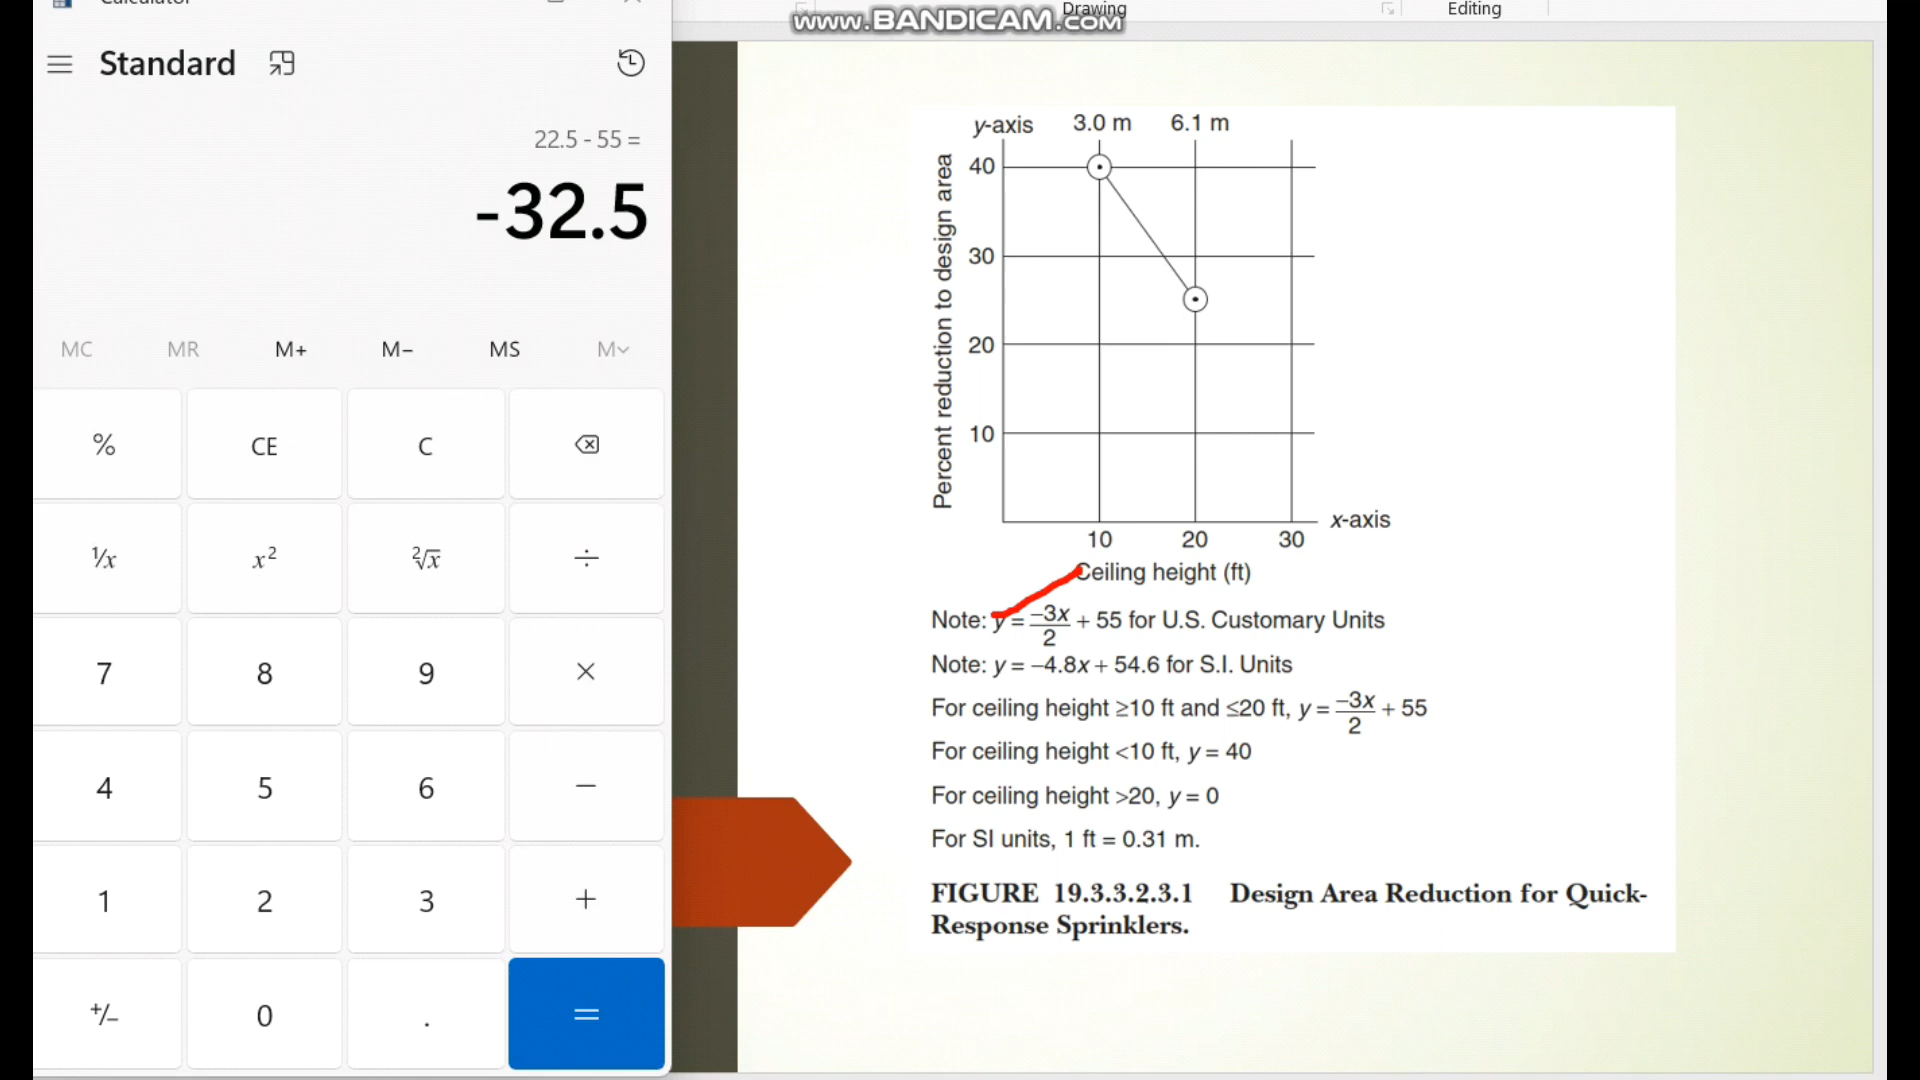 Calculator
Standard
22.5 - 55 =
-32.5
MC MR M+ M− MS M
% CE C
1/x x² ²√x ÷
7 8 9 ×
4 5 6 −
1 2 3 +
+/− 0 . =
Drawing
Editing
www.BANDICAM.com
y-axis 3.0 m 6.1 m
40
30
20
10
Percent reduction to design area
x-axis
10 20 30
Ceiling height (ft)
Note: y = −3x/2 + 55 for U.S. Customary Units
Note: y = −4.8x + 54.6 for S.I. Units
For ceiling height ≥10 ft and ≤20 ft, y = −3x/2 + 55
For ceiling height <10 ft, y = 40
For ceiling height >20, y = 0
For SI units, 1 ft = 0.31 m.
FIGURE 19.3.3.2.3.1 Design Area Reduction for Quick-
Response Sprinklers.